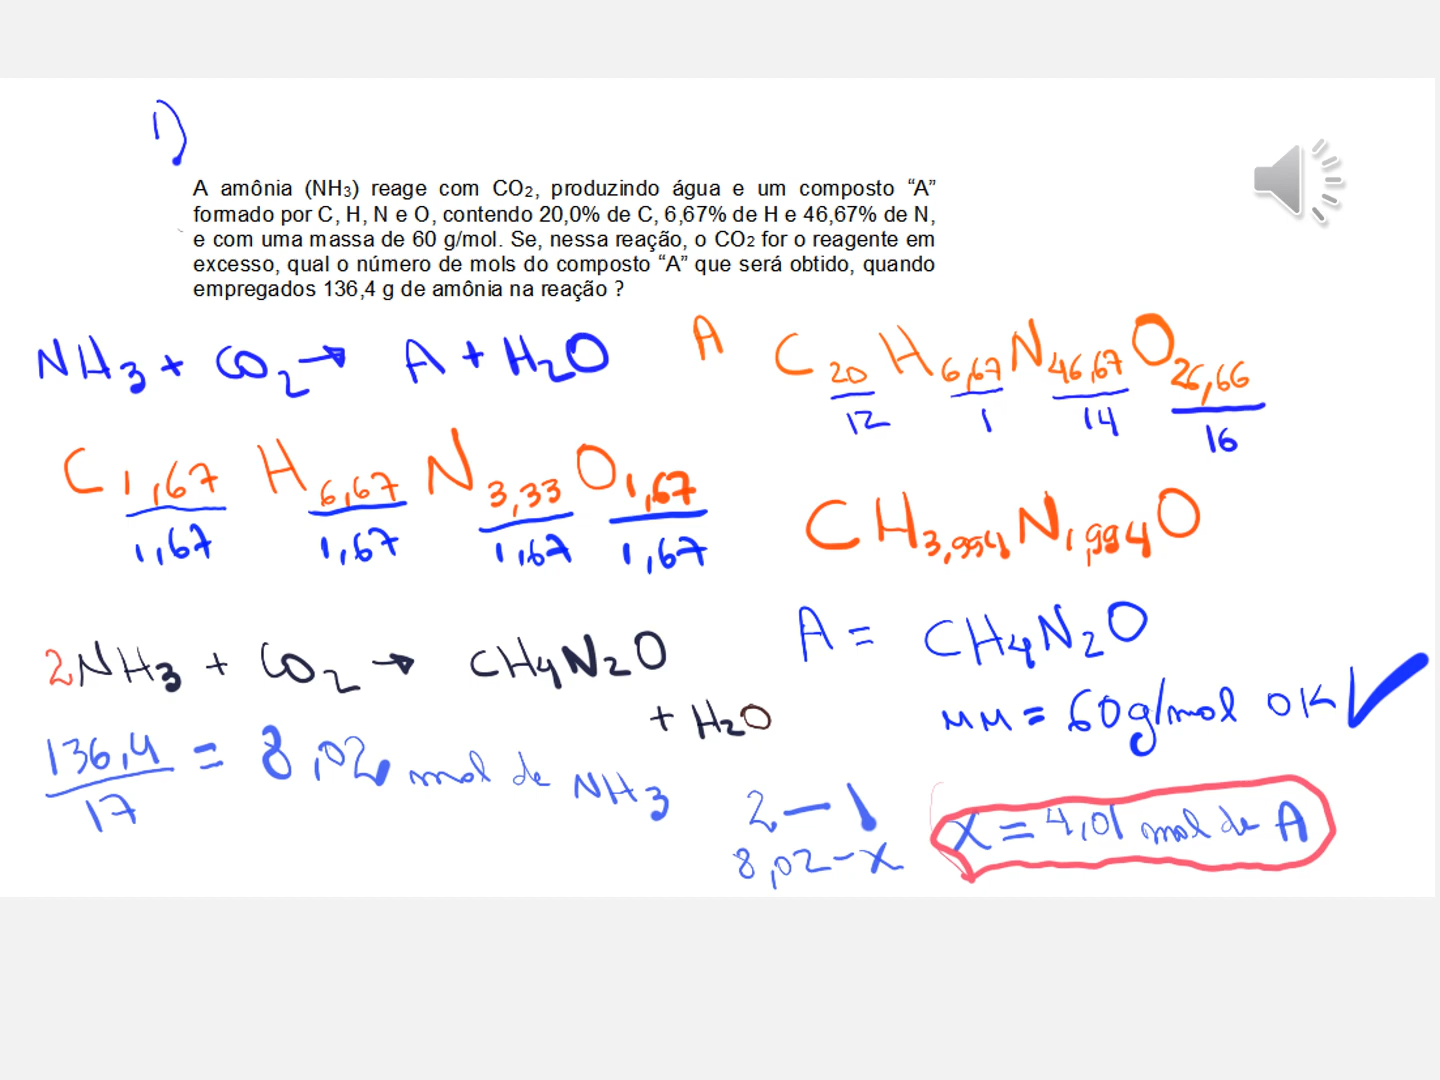 1)
A amônia (NH3) reage com CO2, produzindo água e um composto “A”
formado por C, H, N e O, contendo 20,0% de C, 6,67% de H e 46,67% de N,
e com uma massa de 60 g/mol. Se, nessa reação, o CO2 for o reagente em
excesso, qual o número de mols do composto “A” que será obtido, quando
empregados 136,4 g de amônia na reação ?
NH3 + CO2 → A + H2O
A C 20/12 H 6,67/1 N 46,67/14 O 26,66/16
C 1,67/1,67 H 6,67/1,67 N 3,33/1,67 O 1,67/1,67
CH3,994N1,994O
A = CH4N2O
MM = 60g/mol OK ✓
2NH3 + CO2 → CH4N2O
+ H2O
136,4/17 = 8,02 mol de NH3
2 — 1
8,02 – x
x = 4,01 mol de A